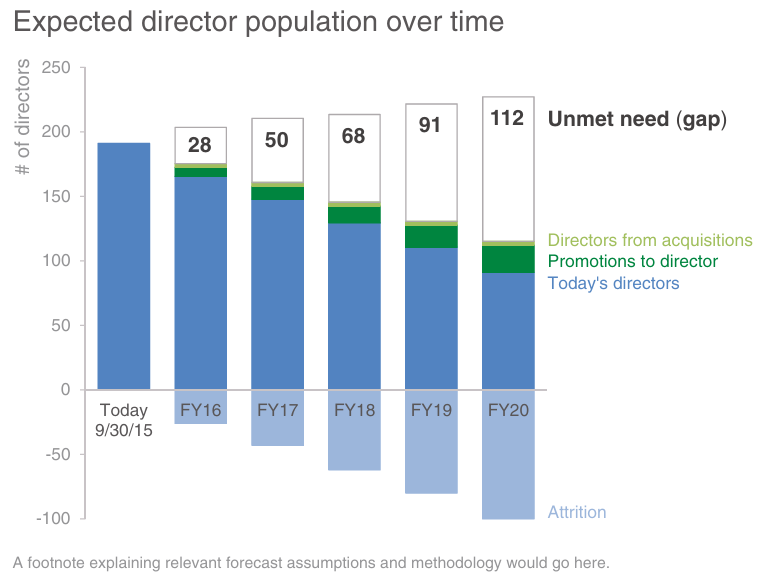 Expected director population over time
# of directors
250
200
150
100
50
0
-50
-100
28
50
68
91
112
Unmet need (gap)
Directors from acquisitions
Promotions to director
Today's directors
Today
9/30/15
FY16
FY17
FY18
FY19
FY20
Attrition
A footnote explaining relevant forecast assumptions and methodology would go here.